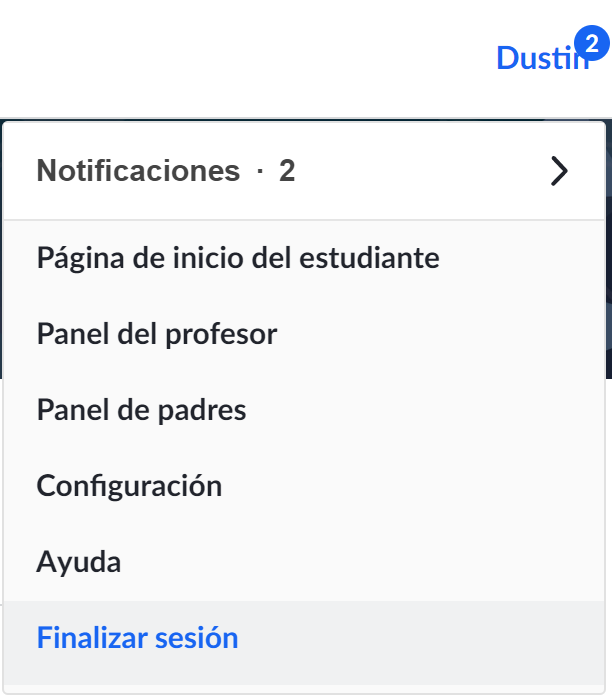 Dustin
2
Notificaciones · 2
Página de inicio del estudiante
Panel del profesor
Panel de padres
Configuración
Ayuda
Finalizar sesión